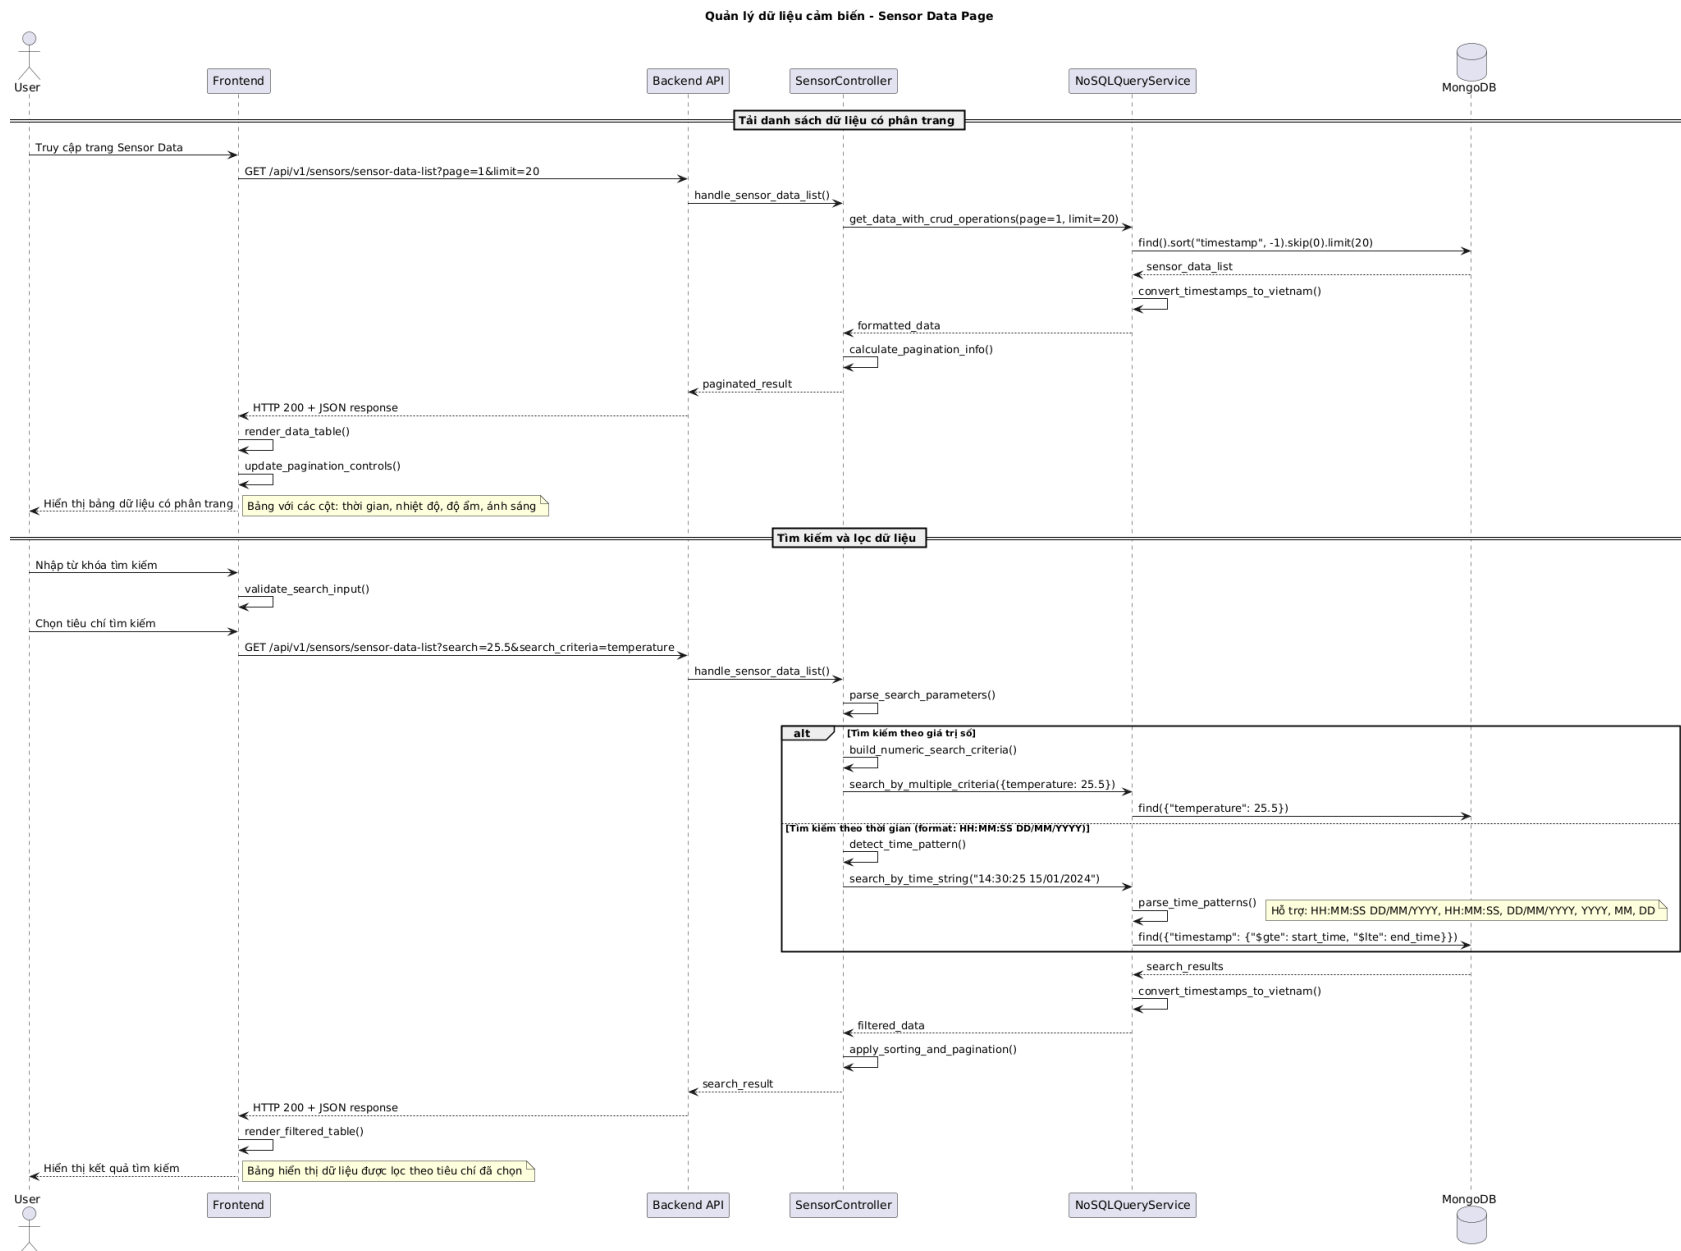 Quản lý dữ liệu cảm biến - Sensor Data Page
User
Frontend
Backend API
SensorController
NoSQLQueryService
MongoDB
Tải danh sách dữ liệu có phân trang
Truy cập trang Sensor Data
GET /api/v1/sensors/sensor-data-list?page=1&limit=20
handle_sensor_data_list()
get_data_with_crud_operations(page=1, limit=20)
find().sort("timestamp", -1).skip(0).limit(20)
sensor_data_list
convert_timestamps_to_vietnam()
formatted_data
calculate_pagination_info()
paginated_result
HTTP 200 + JSON response
render_data_table()
update_pagination_controls()
Hiển thị bảng dữ liệu có phân trang
Bảng với các cột: thời gian, nhiệt độ, độ ẩm, ánh sáng
Tìm kiếm và lọc dữ liệu
Nhập từ khóa tìm kiếm
validate_search_input()
Chọn tiêu chí tìm kiếm
GET /api/v1/sensors/sensor-data-list?search=25.5&search_criteria=temperature
handle_sensor_data_list()
parse_search_parameters()
alt
[Tìm kiếm theo giá trị số]
build_numeric_search_criteria()
search_by_multiple_criteria({temperature: 25.5})
find({"temperature": 25.5})
[Tìm kiếm theo thời gian (format: HH:MM:SS DD/MM/YYYY)]
detect_time_pattern()
search_by_time_string("14:30:25 15/01/2024")
parse_time_patterns()
Hỗ trợ: HH:MM:SS DD/MM/YYYY, HH:MM:SS, DD/MM/YYYY, YYYY, MM, DD
find({"timestamp": {"$gte": start_time, "$lte": end_time}})
search_results
convert_timestamps_to_vietnam()
filtered_data
apply_sorting_and_pagination()
search_result
HTTP 200 + JSON response
render_filtered_table()
Hiển thị kết quả tìm kiếm
Bảng hiển thị dữ liệu được lọc theo tiêu chí đã chọn
User
Frontend
Backend API
SensorController
NoSQLQueryService
MongoDB